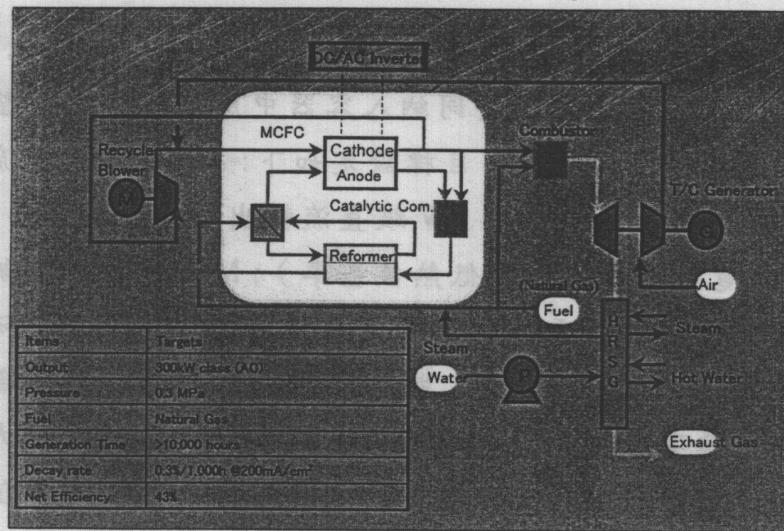 DC/AC Inverter
MCFC
Cathode
Anode
Combustor
Recycle
Blower
M
T/C Generator
Catalytic Com.
Reformer
(Natural Gas)
Fuel
Air
Steam
Water
P
H
R
S
G
Steam
Hot Water
Exhaust Gas
Items Targets
Output 300kW class (AC)
Pressure 0.3 MPa
Fuel Natural Gas
Generation Time >10,000 hours
Decay rate 0.3%/1,000h @200mA/cm²
Net Efficiency 43%